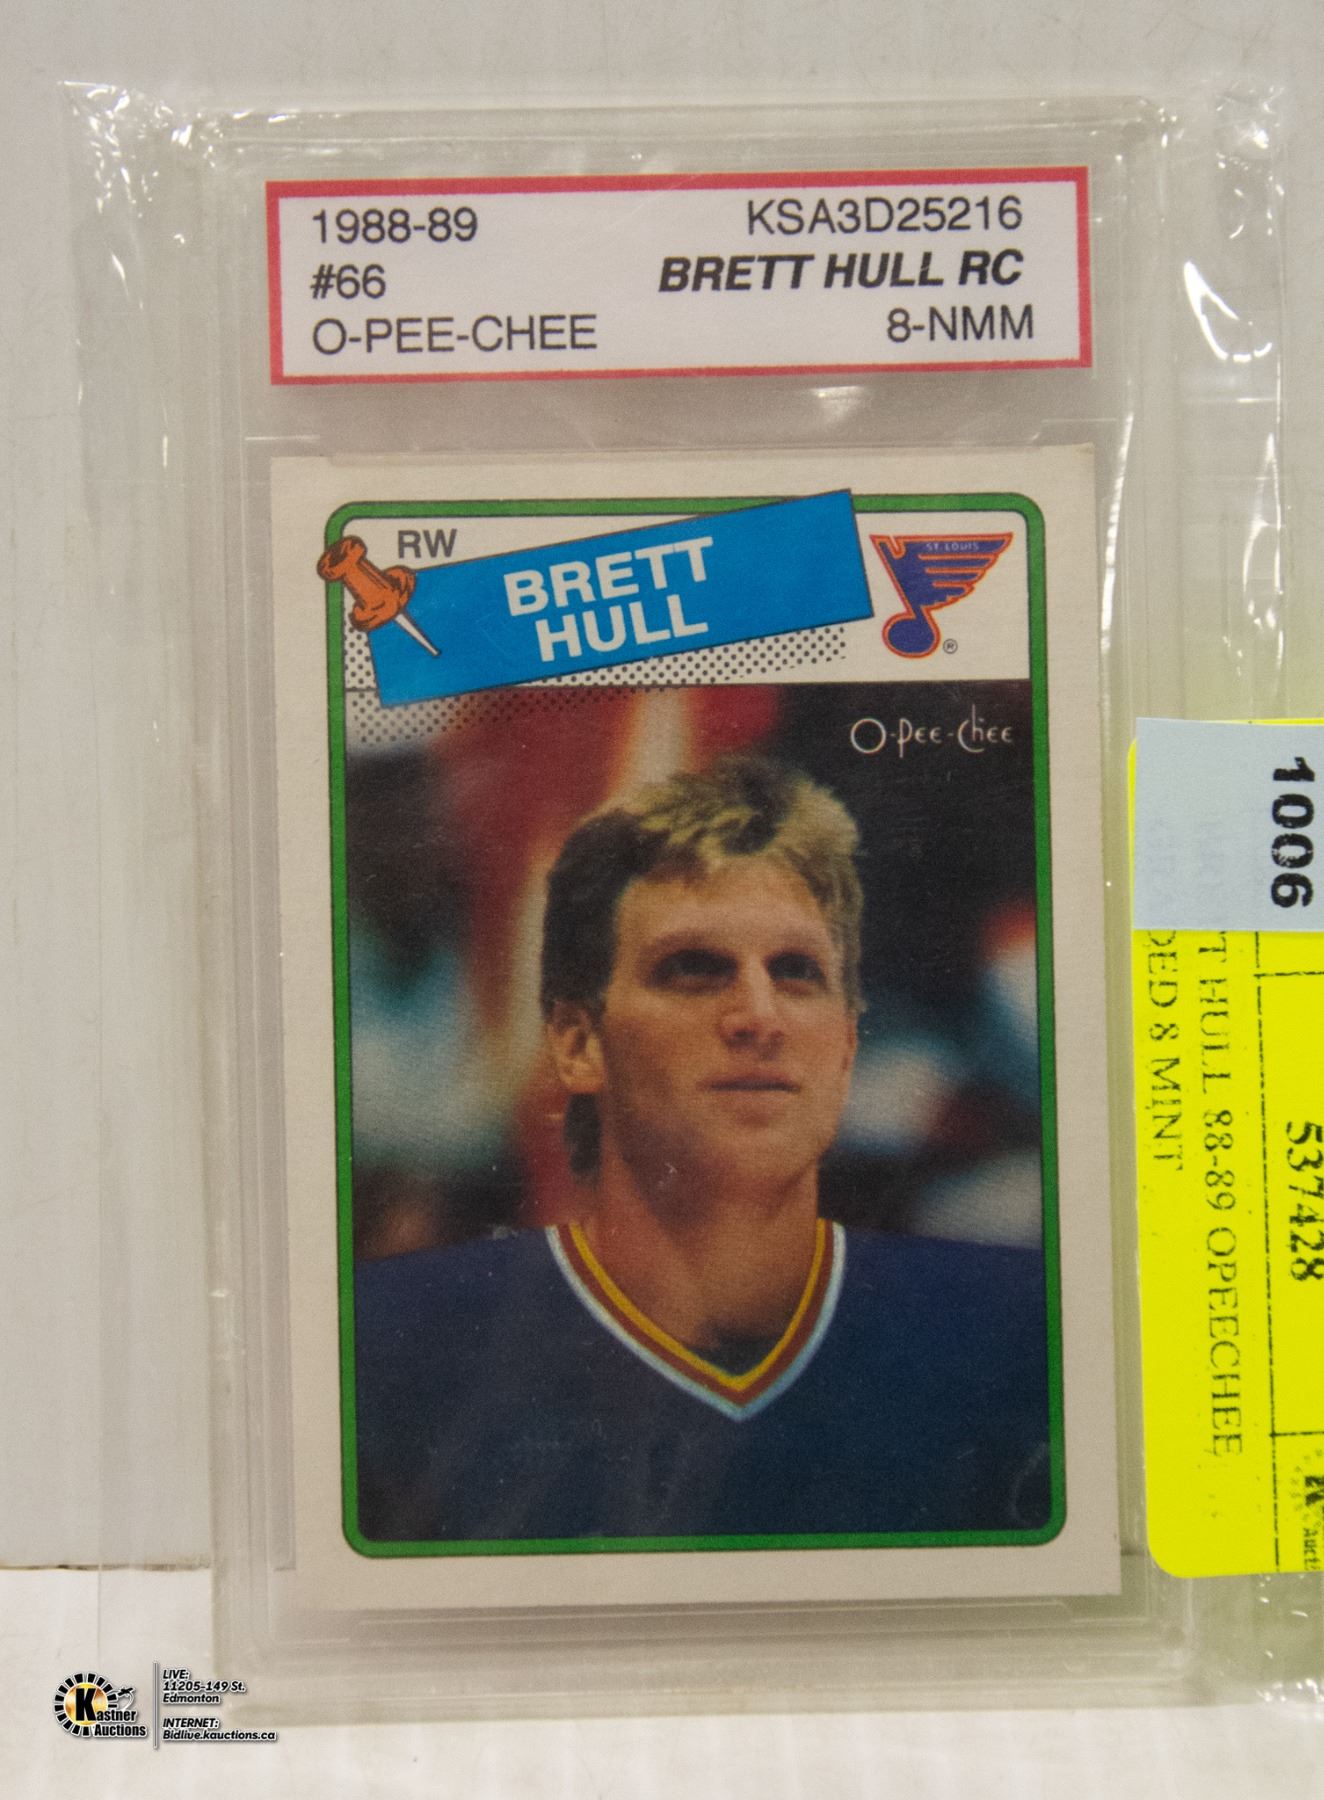 1988-89 KSA3D25216
#66 BRETT HULL RC
O-PEE-CHEE 8-NMM
RW
BRETT
HULL
ST. LOUIS
®
O-Pee-Chee
1006
537428
T HULL 88-89 OPEECHEE,
DED 8 MINT
Kastner
Auctions
LIVE:
11205-149 St.
Edmonton
INTERNET:
Bidlive.kauctions.ca